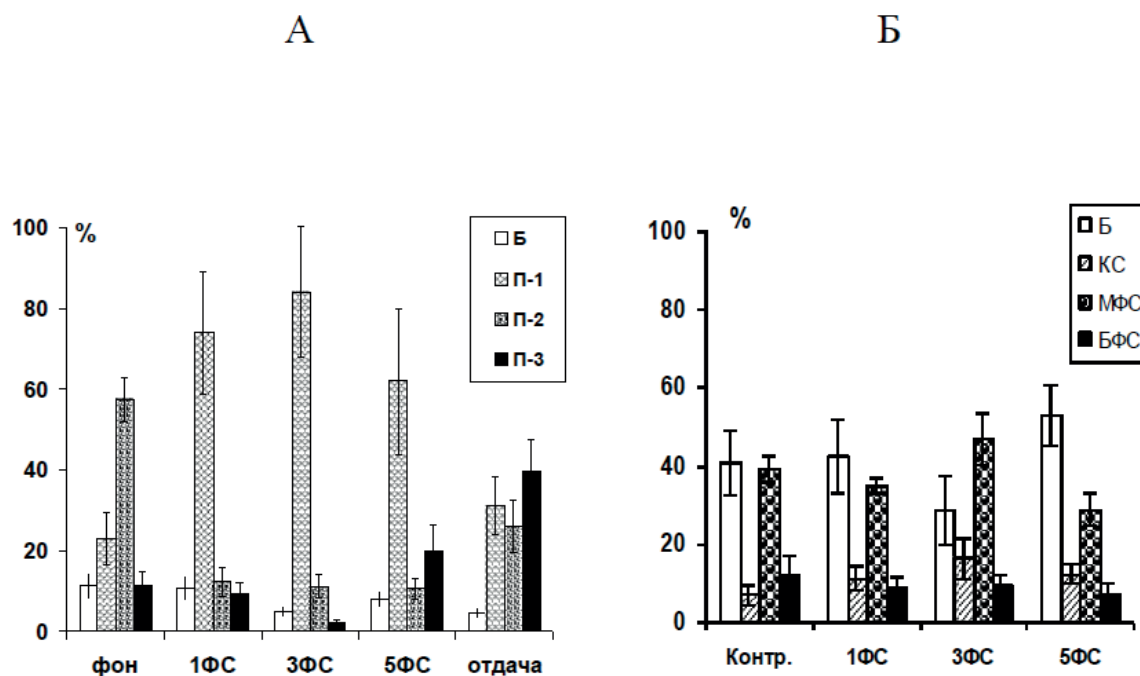 А
Б
%
100
80
60
40
20
0
Б
П-1
П-2
П-3
фон 1ФС 3ФС 5ФС отдача
%
100
80
60
40
20
0
Б
КС
МФС
БФС
Контр. 1ФС 3ФС 5ФС